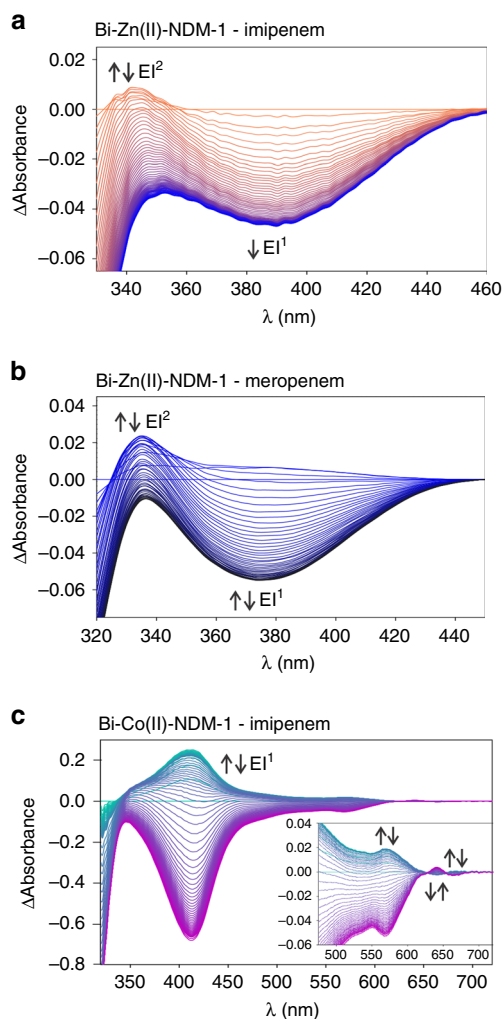 a
Bi-Zn(II)-NDM-1 - imipenem
0.02
0.00
−0.02
−0.04
−0.06
ΔAbsorbance
↑↓EI²
↓EI¹
340 360 380 400 420 440 460
λ (nm)
b
Bi-Zn(II)-NDM-1 - meropenem
0.04
0.02
0.00
−0.02
−0.04
−0.06
ΔAbsorbance
↑↓EI²
↑↓EI¹
320 340 360 380 400 420 440
λ (nm)
c
Bi-Co(II)-NDM-1 - imipenem
0.2
0.0
−0.2
−0.4
−0.6
−0.8
ΔAbsorbance
↑↓EI¹
0.04
0.02
0.00
−0.02
−0.04
−0.06
↑↓
↑↓
↓↑
500 550 600 650 700
350 400 450 500 550 600 650 700
λ (nm)